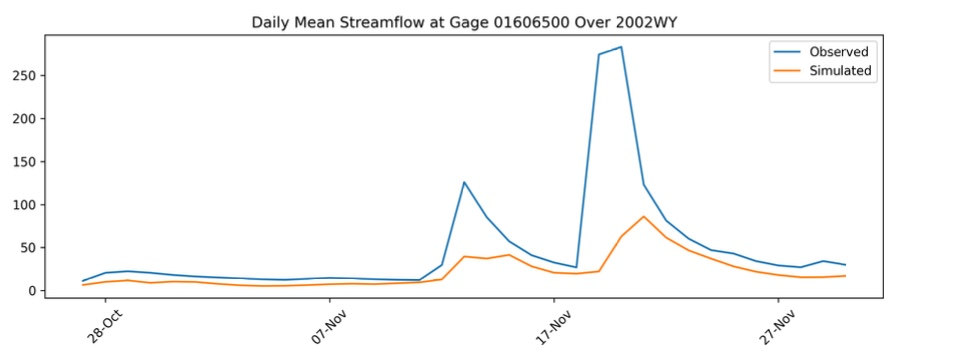 Daily Mean Streamflow at Gage 01606500 Over 2002WY
Observed
Simulated
250
200
150
100
50
0
28-Oct
07-Nov
17-Nov
27-Nov